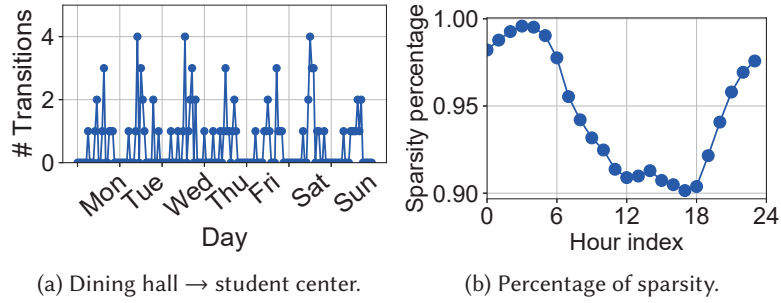 # Transitions
4
2
0
Mon Tue Wed Thu Fri Sat Sun
Day
(a) Dining hall → student center.
Sparsity percentage
1.00
0.95
0.90
0 6 12 18 24
Hour index
(b) Percentage of sparsity.